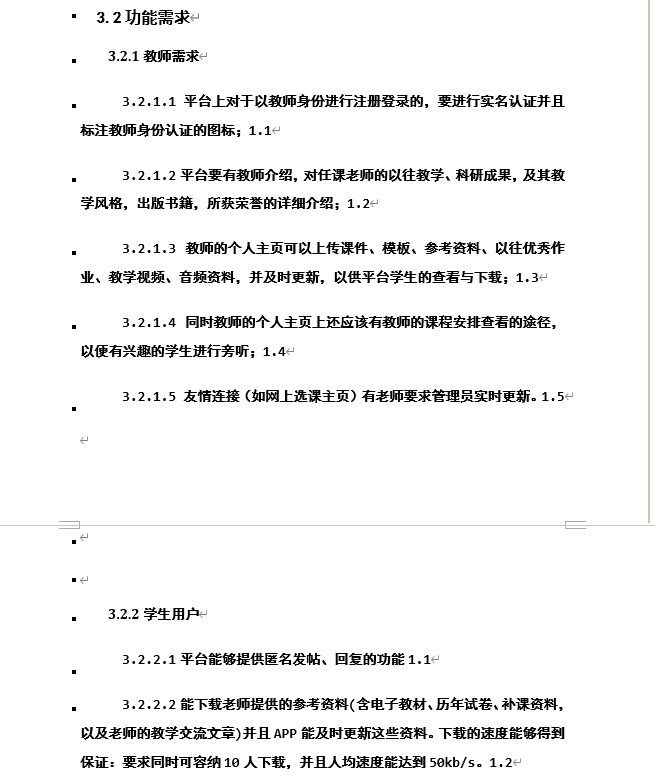 3.2 功能需求
3.2.1 教师需求
3.2.1.1 平台上对于以教师身份进行注册登录的，要进行实名认证并且
标注教师身份认证的图标；1.1
3.2.1.2 平台要有教师介绍，对任课老师的以往教学、科研成果，及其教
学风格，出版书籍，所获荣誉的详细介绍；1.2
3.2.1.3 教师的个人主页可以上传课件、模板、参考资料、以往优秀作
业、教学视频、音频资料，并及时更新，以供平台学生的查看与下载；1.3
3.2.1.4 同时教师的个人主页上还应该有教师的课程安排查看的途径，
以便有兴趣的学生进行旁听；1.4
3.2.1.5 友情连接（如网上选课主页）有老师要求管理员实时更新。1.5
3.2.2 学生用户
3.2.2.1 平台能够提供匿名发帖、回复的功能 1.1
3.2.2.2 能下载老师提供的参考资料(含电子教材、历年试卷、补课资料，
以及老师的教学交流文章)并且 APP 能及时更新这些资料。下载的速度能够得到
保证：要求同时可容纳 10 人下载，并且人均速度能达到 50kb/s。1.2